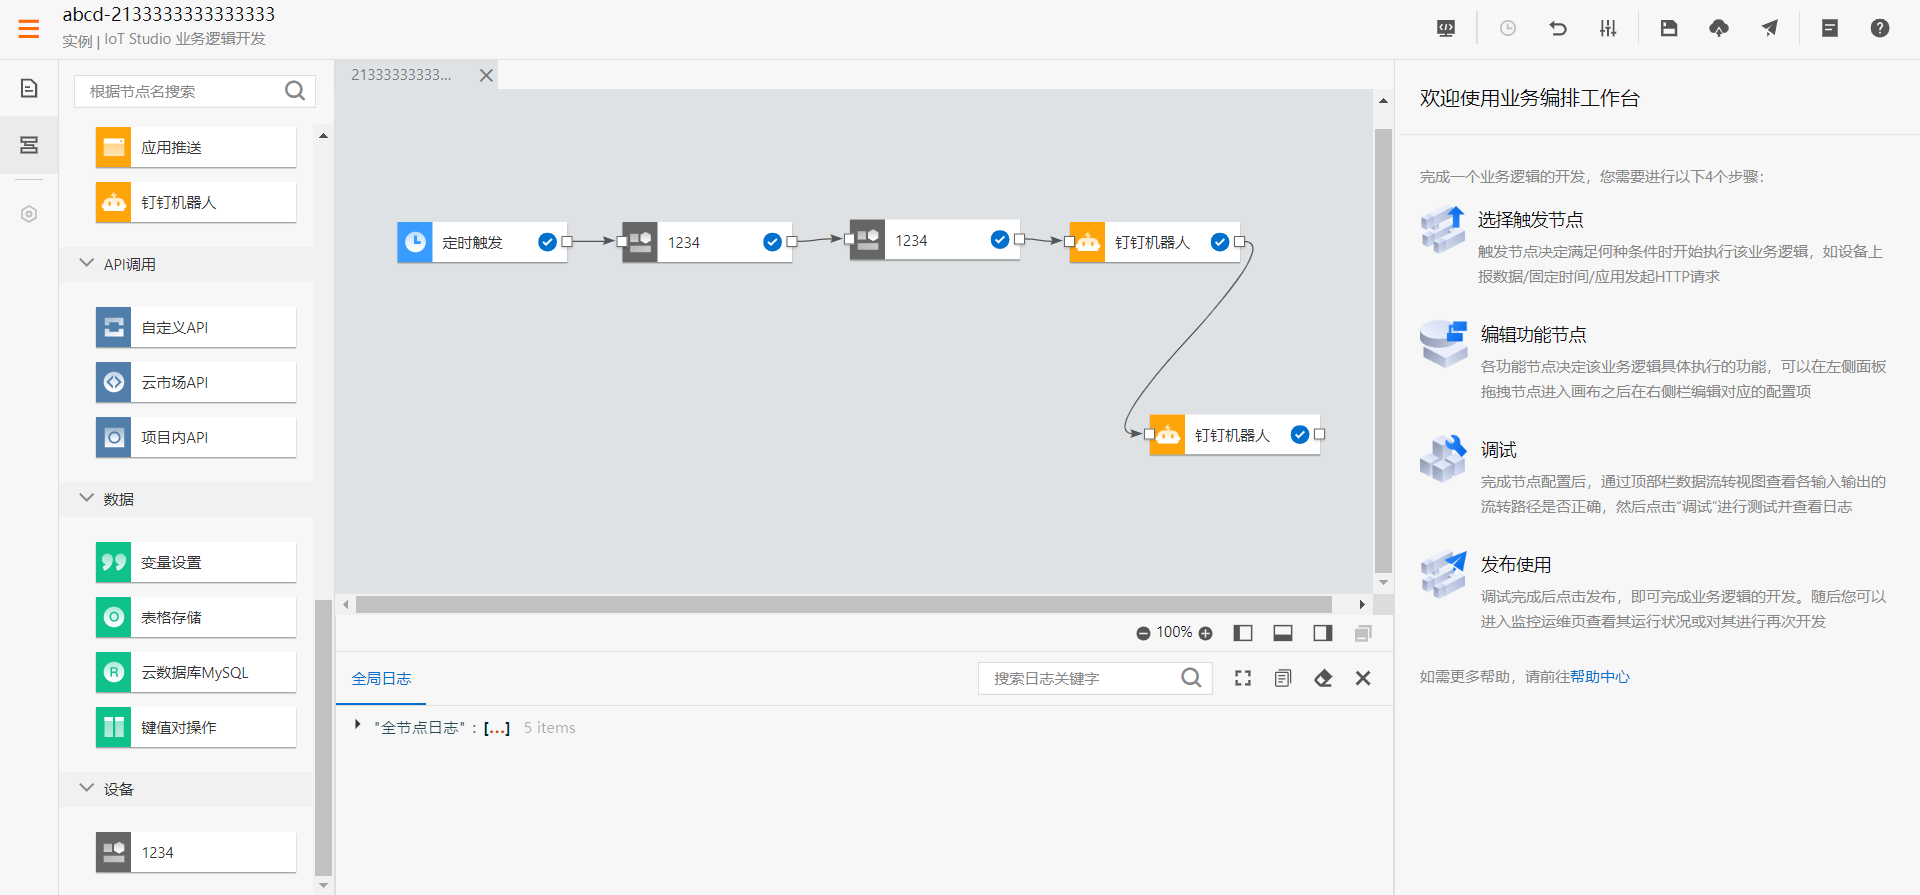 abcd-2133333333333333
实例 | IoT Studio 业务逻辑开发
根据节点名搜索
应用推送
钉钉机器人
API调用
自定义API
云市场API
项目内API
数据
变量设置
表格存储
云数据库MySQL
键值对操作
设备
1234
21333333333...
定时触发
1234
1234
钉钉机器人
钉钉机器人
100%
全局日志
搜索日志关键字
"全节点日志" : [...] 5 items
欢迎使用业务编排工作台
完成一个业务逻辑的开发，您需要进行以下4个步骤：
选择触发节点
触发节点决定满足何种条件时开始执行该业务逻辑，如设备上
报数据/固定时间/应用发起HTTP请求
编辑功能节点
各功能节点决定该业务逻辑具体执行的功能，可以在左侧面板
拖拽节点进入画布之后在右侧栏编辑对应的配置项
调试
完成节点配置后，通过顶部栏数据流转视图查看各输入输出的
流转路径是否正确，然后点击“调试”进行测试并查看日志
发布使用
调试完成后点击发布，即可完成业务逻辑的开发。随后您可以
进入监控运维页查看其运行状况或对其进行再次开发
如需更多帮助，请前往帮助中心